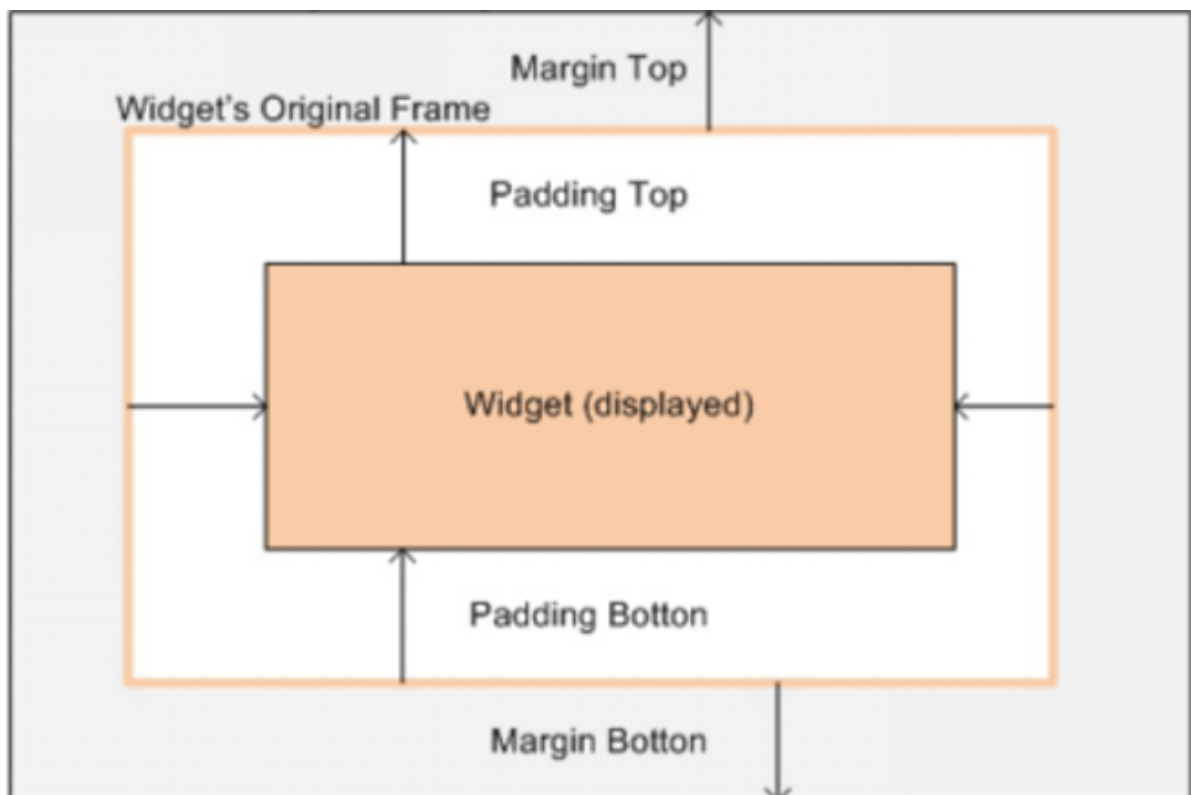 Margin Top
Widget's Original Frame
Padding Top
Widget (displayed)
Padding Botton
Margin Botton